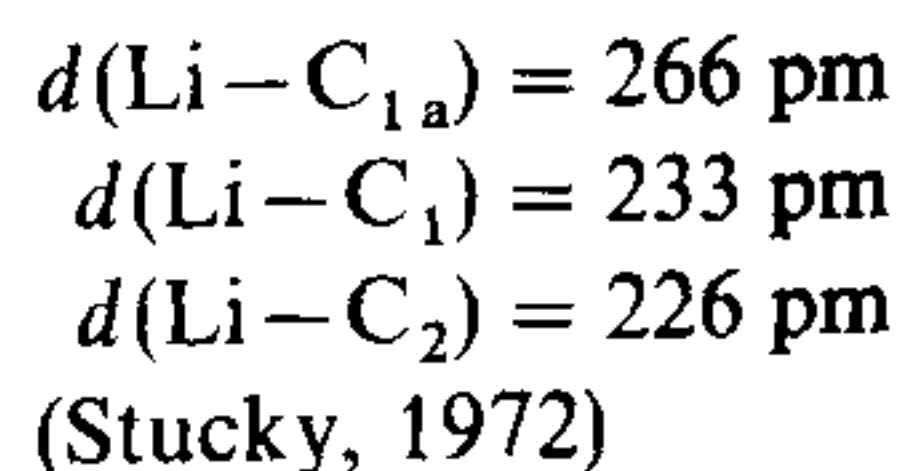 d(Li–C₁ₐ) = 266 pm
d(Li–C₁) = 233 pm
d(Li–C₂) = 226 pm
(Stucky, 1972)